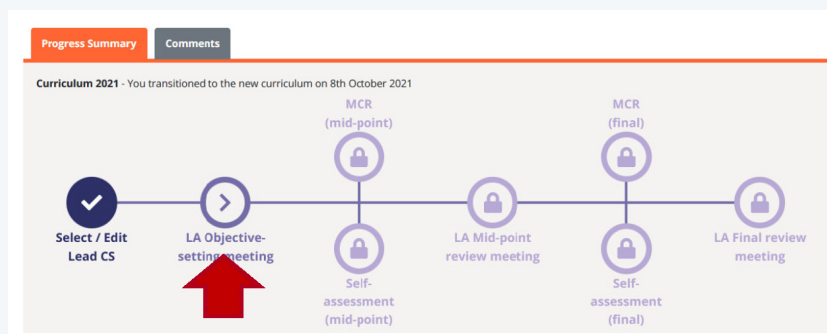 Progress Summary
Comments
Curriculum 2021 - You transitioned to the new curriculum on 8th October 2021
MCR
(mid-point)
MCR
(final)
Select / Edit
Lead CS
LA Objective-
setting meeting
LA Mid-point
review meeting
LA Final review
meeting
Self-
assessment
(mid-point)
Self-
assessment
(final)